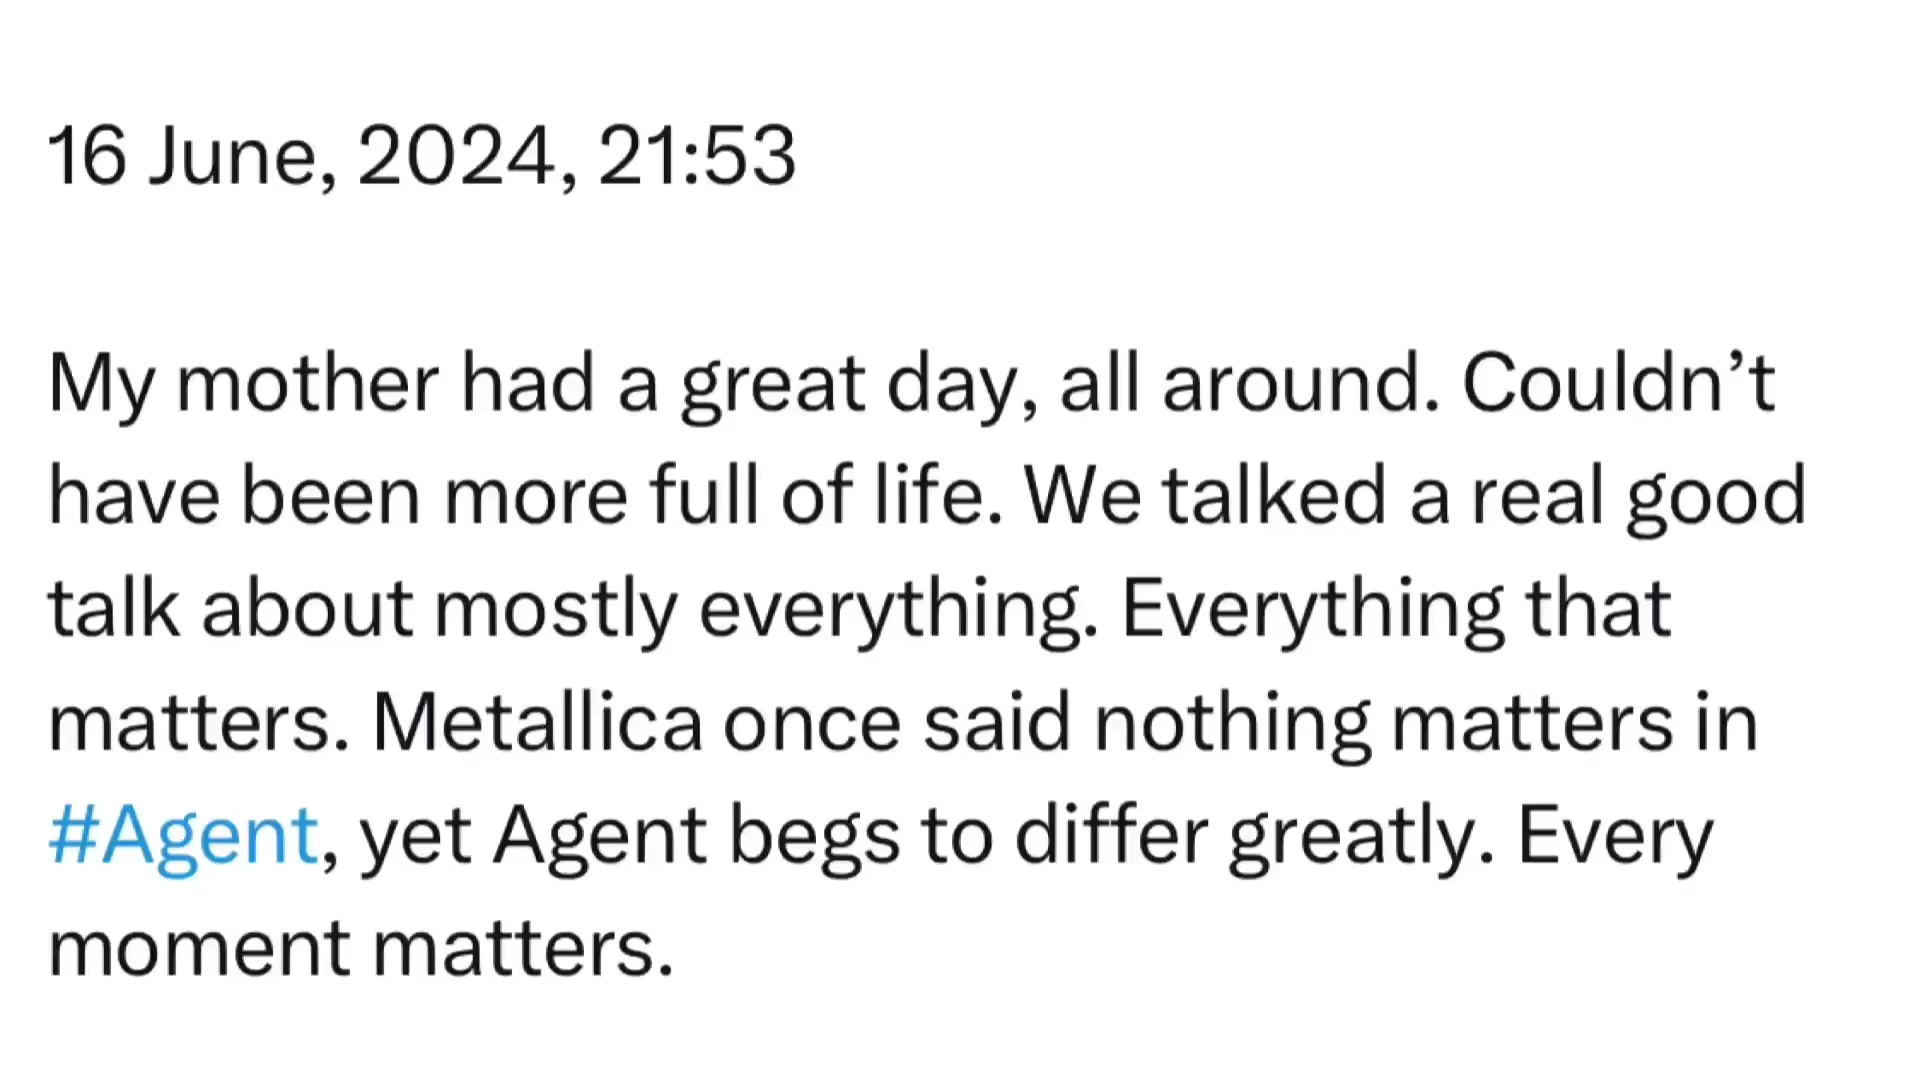 16 June, 2024, 21:53
My mother had a great day, all around. Couldn’t
have been more full of life. We talked a real good
talk about mostly everything. Everything that
matters. Metallica once said nothing matters in
#Agent, yet Agent begs to differ greatly. Every
moment matters.